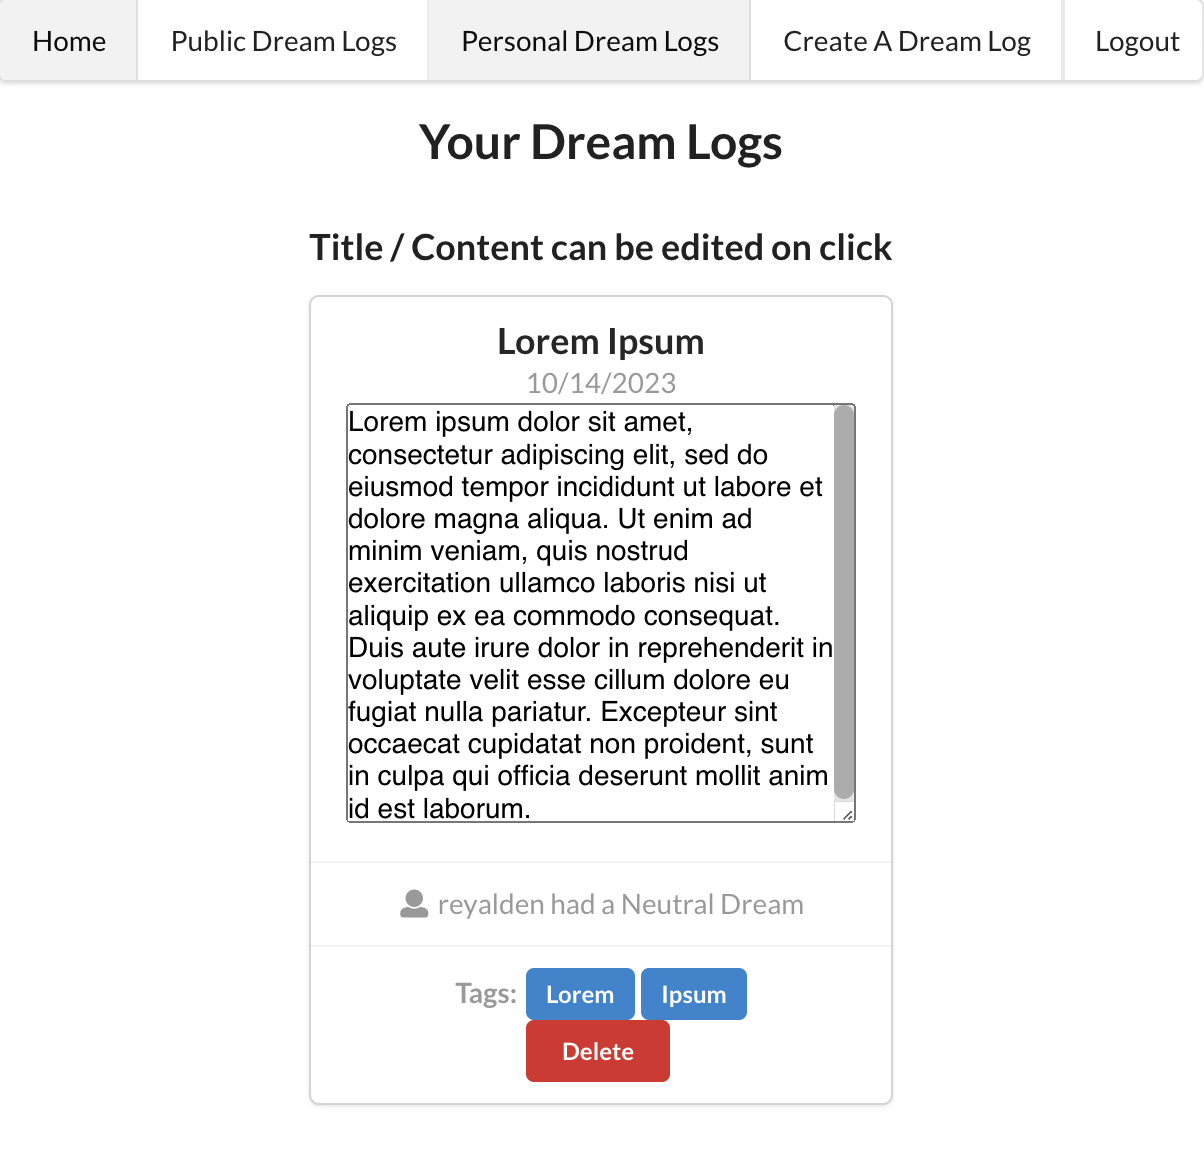 Home Public Dream Logs Personal Dream Logs Create A Dream Log Logout
Your Dream Logs
Title / Content can be edited on click
Lorem Ipsum
10/14/2023
Lorem ipsum dolor sit amet,
consectetur adipiscing elit, sed do
eiusmod tempor incididunt ut labore et
dolore magna aliqua. Ut enim ad
minim veniam, quis nostrud
exercitation ullamco laboris nisi ut
aliquip ex ea commodo consequat.
Duis aute irure dolor in reprehenderit in
voluptate velit esse cillum dolore eu
fugiat nulla pariatur. Excepteur sint
occaecat cupidatat non proident, sunt
in culpa qui officia deserunt mollit anim
id est laborum.
reyalden had a Neutral Dream
Tags: Lorem Ipsum
Delete